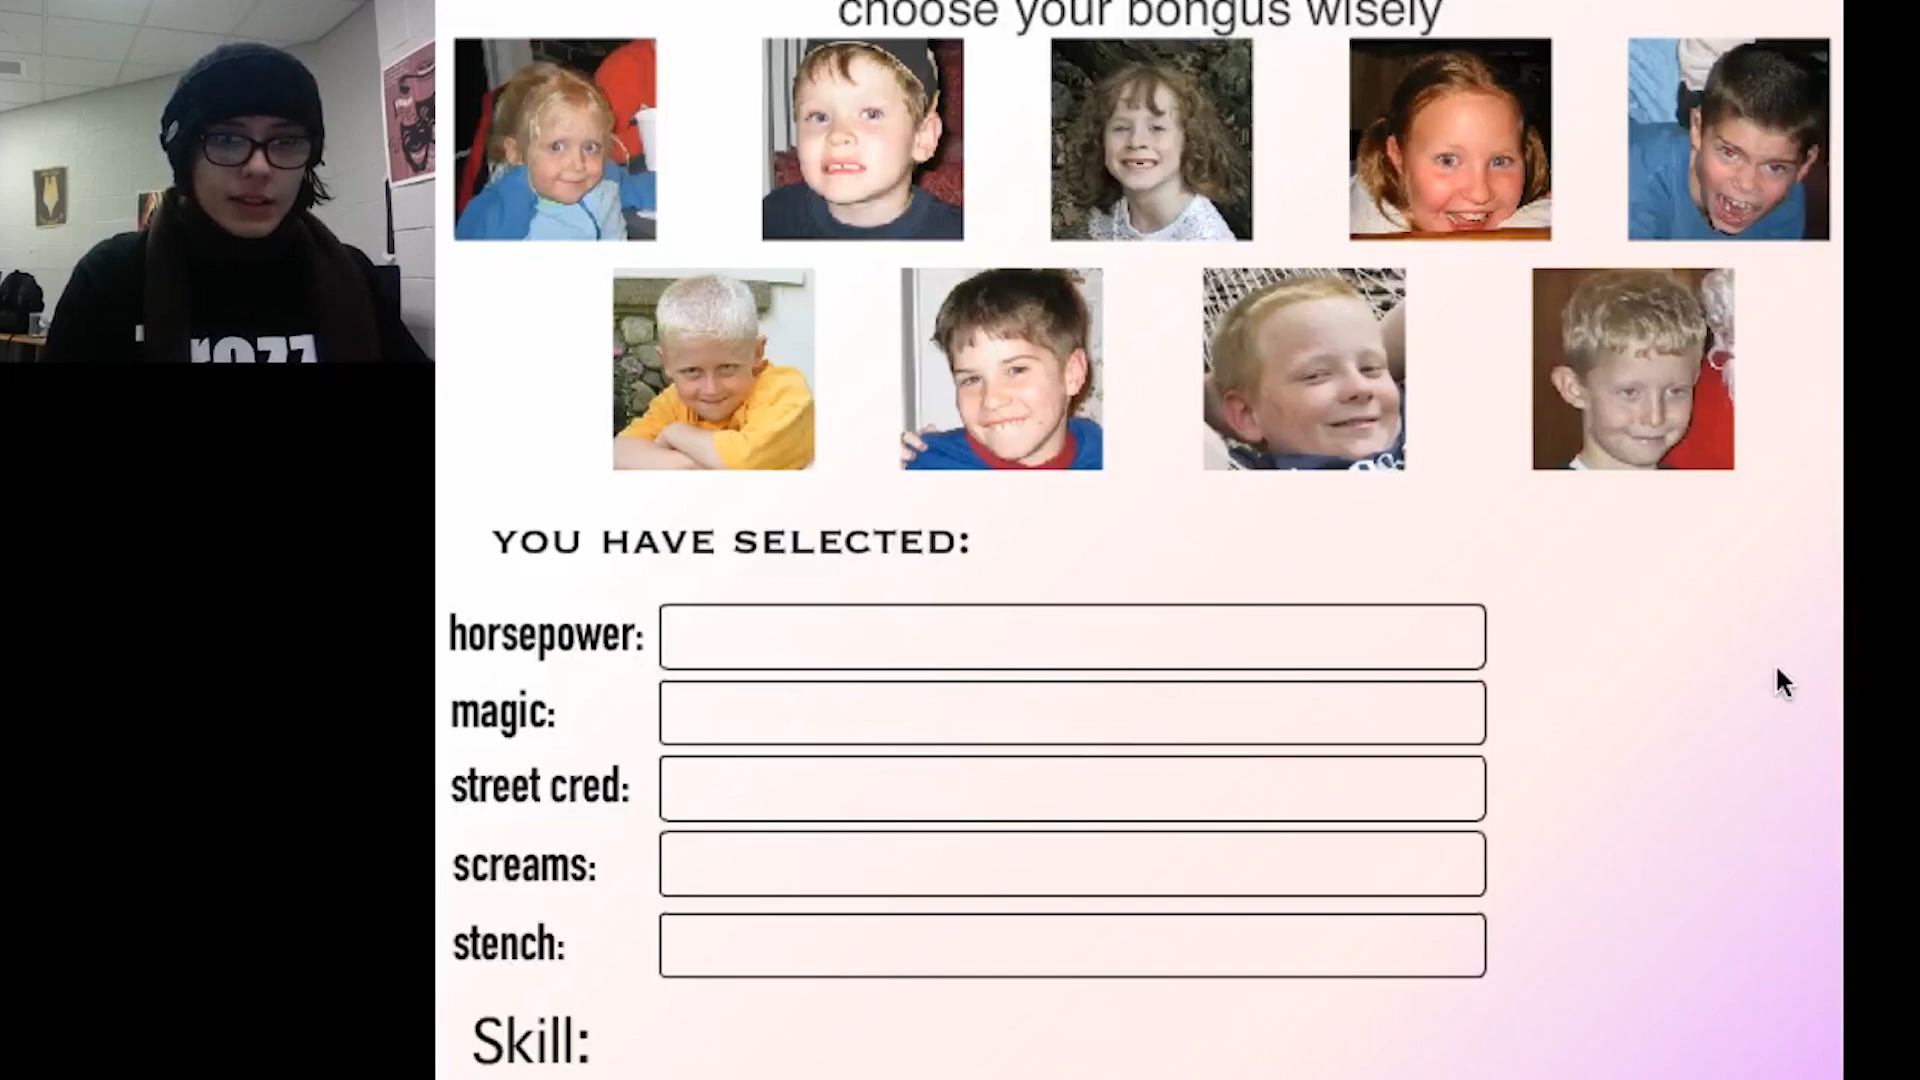 choose your bongus wisely
YOU HAVE SELECTED:
horsepower:
magic:
street cred:
screams:
stench:
Skill: